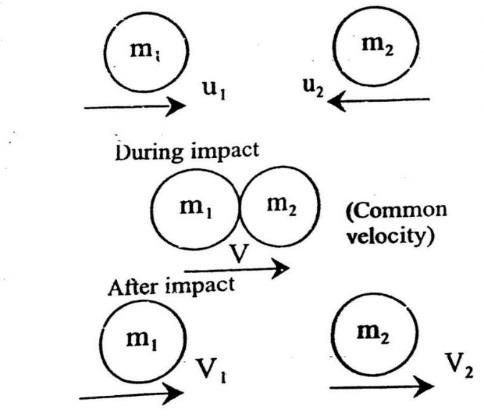 m₁ m₂
u₁ u₂
During impact
m₁ m₂ (Common
velocity)
V
After impact
m₁ m₂
V₁ V₂